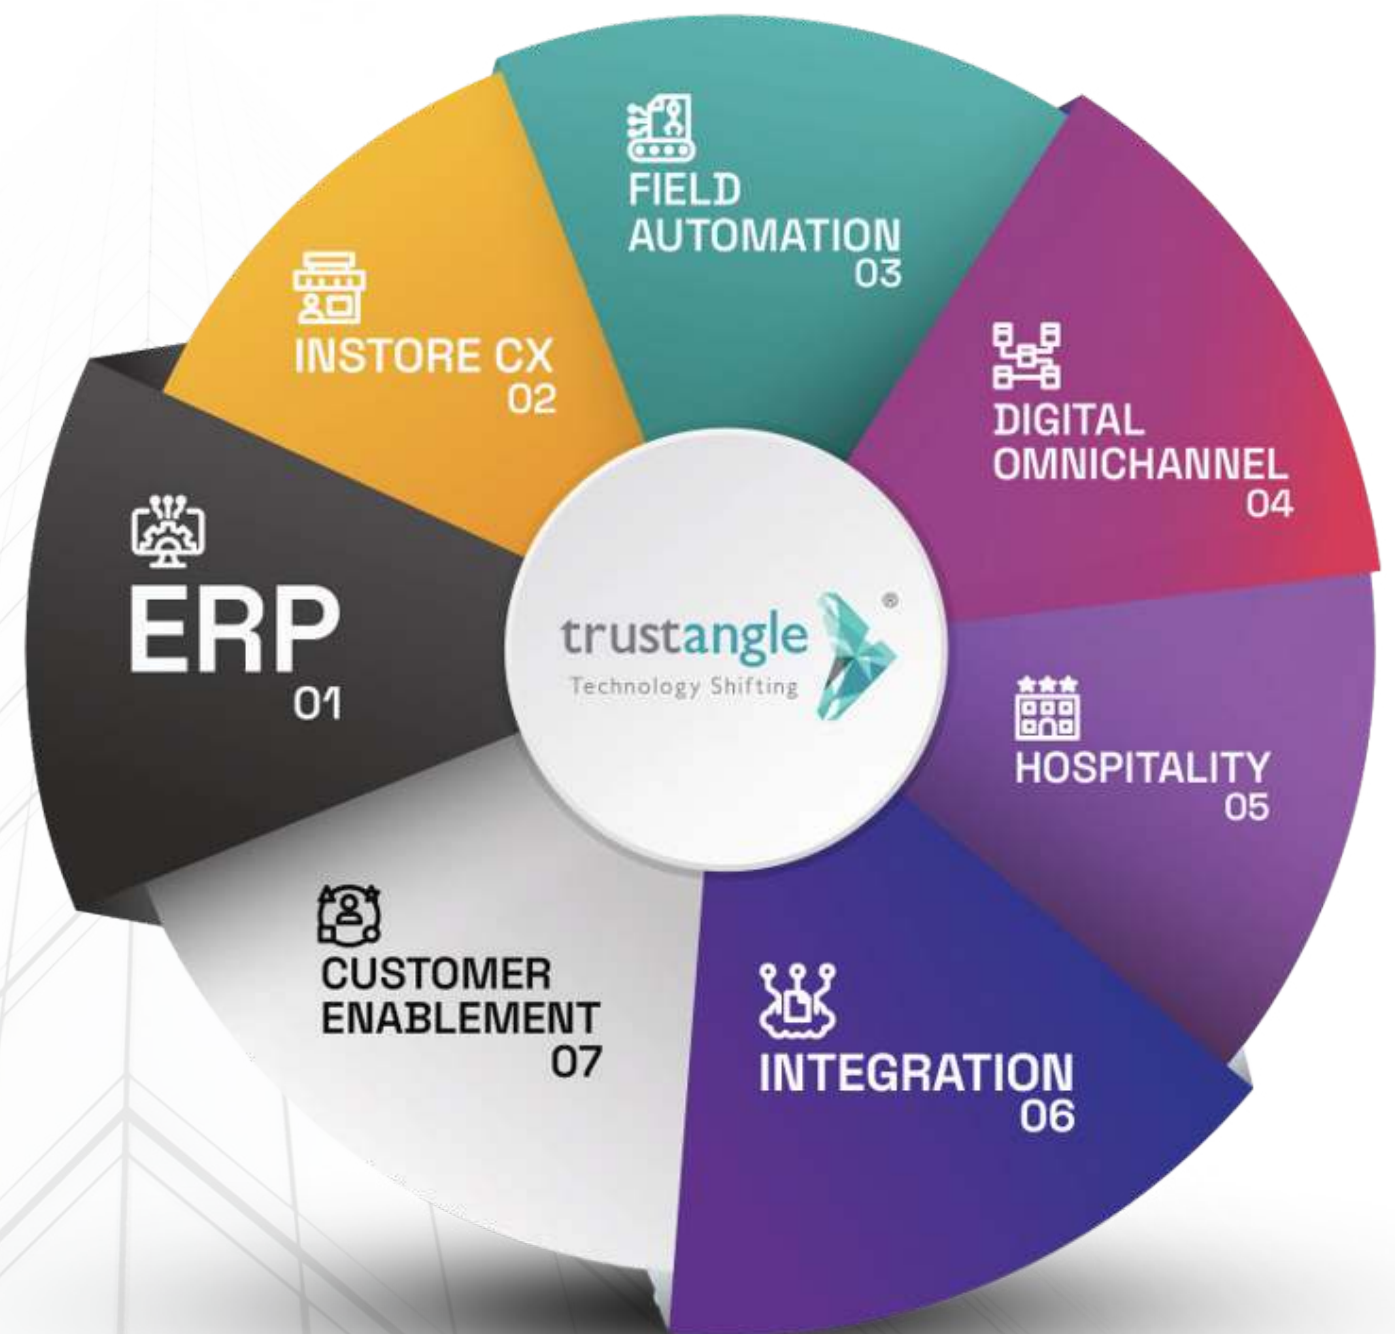 ERP
01
INSTORE CX
02
FIELD
AUTOMATION
03
DIGITAL
OMNICHANNEL
04
HOSPITALITY
05
INTEGRATION
06
CUSTOMER
ENABLEMENT
07
trustangle ®
Technology Shifting